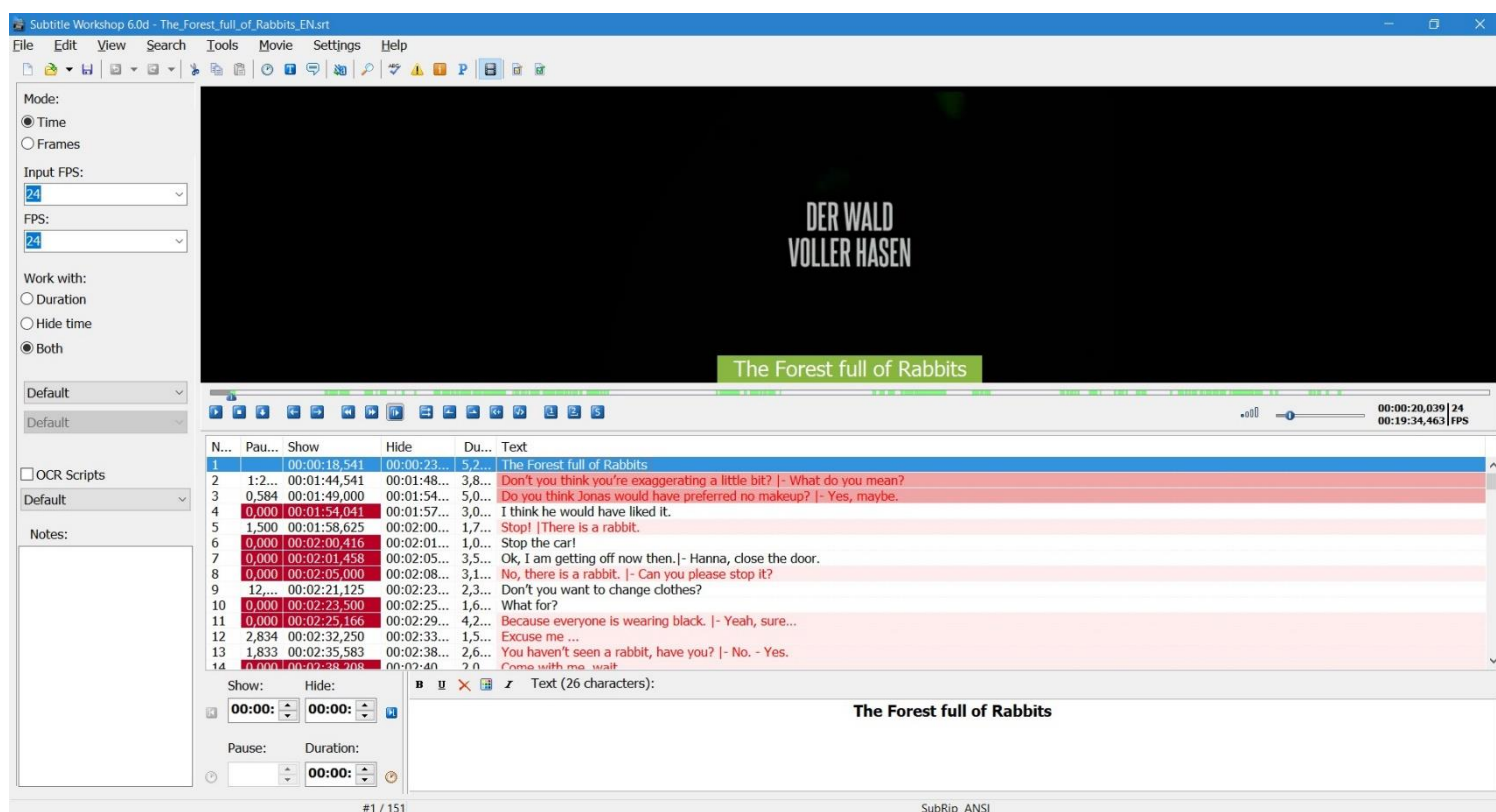 Subtitle Workshop 6.0d - The_Forest_full_of_Rabbits_EN.srt
File Edit View Search Tools Movie Settings Help
Mode:
Time
Frames
Input FPS:
24
FPS:
24
Work with:
Duration
Hide time
Both
Default
Default
OCR Scripts
Default
Notes:
DER WALD
VOLLER HASEN
The Forest full of Rabbits
00:00:20,039 24
00:19:34,463 FPS
N... Pau... Show Hide Du... Text
1 00:00:18,541 00:00:23... 5,2... The Forest full of Rabbits
2 1:2... 00:01:44,541 00:01:48... 3,8... Don't you think you're exaggerating a little bit? |- What do you mean?
3 0,584 00:01:49,000 00:01:54... 5,0... Do you think Jonas would have preferred no makeup? |- Yes, maybe.
4 0,000 00:01:54,041 00:01:57... 3,0... I think he would have liked it.
5 1,500 00:01:58,625 00:02:00... 1,7... Stop! |There is a rabbit.
6 0,000 00:02:00,416 00:02:01... 1,0... Stop the car!
7 0,000 00:02:01,458 00:02:05... 3,5... Ok, I am getting off now then.|- Hanna, close the door.
8 0,000 00:02:05,000 00:02:08... 3,1... No, there is a rabbit. |- Can you please stop it?
9 12,... 00:02:21,125 00:02:23... 2,3... Don't you want to change clothes?
10 0,000 00:02:23,500 00:02:25... 1,6... What for?
11 0,000 00:02:25,166 00:02:29... 4,2... Because everyone is wearing black. |- Yeah, sure...
12 2,834 00:02:32,250 00:02:33... 1,5... Excuse me ...
13 1,833 00:02:35,583 00:02:38... 2,6... You haven't seen a rabbit, have you? |- No. - Yes.
14 0,000 00:02:38,208 00:02:40... 2,0... Come with me, wait
Show: Hide: B U I Text (26 characters):
00:00: 00:00:
The Forest full of Rabbits
Pause: Duration:
00:00:
#1 / 151 SubRip ANSI